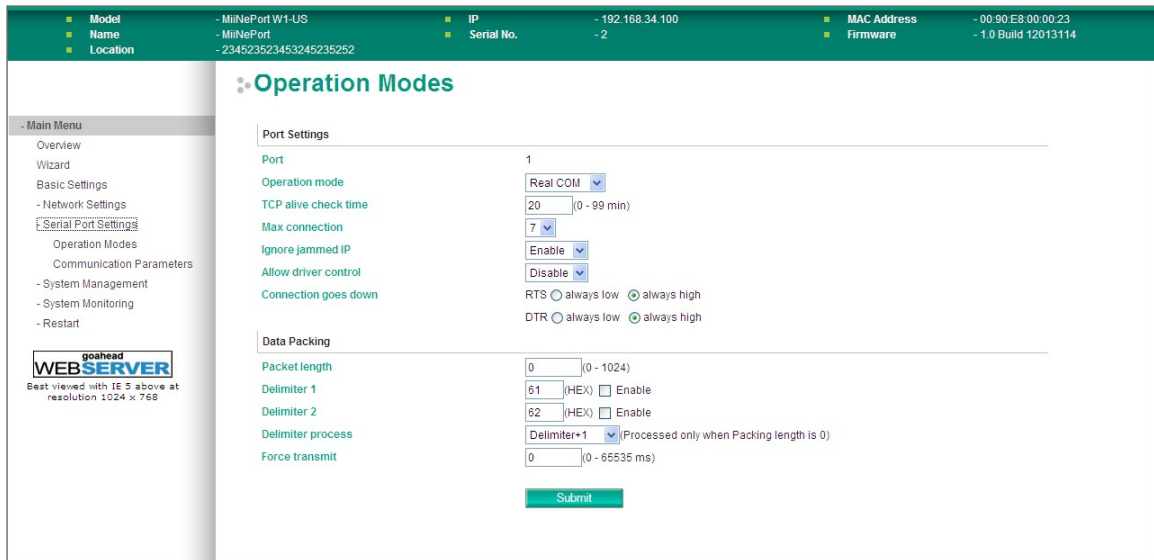 Model - MiiNePort W1-US IP - 192.168.34.100 MAC Address - 00:90:E8:00:00:23
Name - MiiNePort Serial No. - 2 Firmware - 1.0 Build 12013114
Location - 234523523453245235252
Operation Modes
- Main Menu
Overview
Wizard
Basic Settings
- Network Settings
- Serial Port Settings
Operation Modes
Communication Parameters
- System Management
- System Monitoring
- Restart
goahead
WEBSERVER
Best viewed with IE 5 above at
resolution 1024 x 768
Port Settings
Port 1
Operation mode Real COM
TCP alive check time 20 (0 - 99 min)
Max connection 7
Ignore jammed IP Enable
Allow driver control Disable
Connection goes down RTS always low always high
DTR always low always high
Data Packing
Packet length 0 (0 - 1024)
Delimiter 1 61 (HEX) Enable
Delimiter 2 62 (HEX) Enable
Delimiter process Delimiter+1 (Processed only when Packing length is 0)
Force transmit 0 (0 - 65535 ms)
Submit